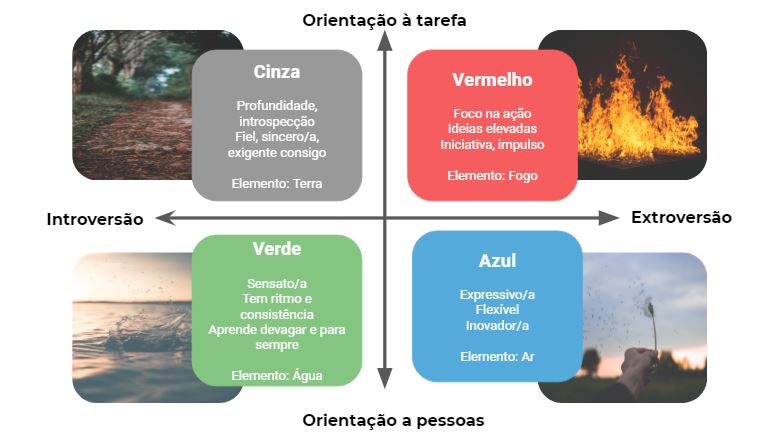 Orientação à tarefa
Cinza
Profundidade,
introspecção
Fiel, sincero/a,
exigente consigo
Elemento: Terra
Vermelho
Foco na ação
Ideias elevadas
Iniciativa, impulso
Elemento: Fogo
Introversão
Extroversão
Verde
Sensato/a
Tem ritmo e
consistência
Aprende devagar e para
sempre
Elemento: Água
Azul
Expressivo/a
Flexível
Inovador/a
Elemento: Ar
Orientação a pessoas